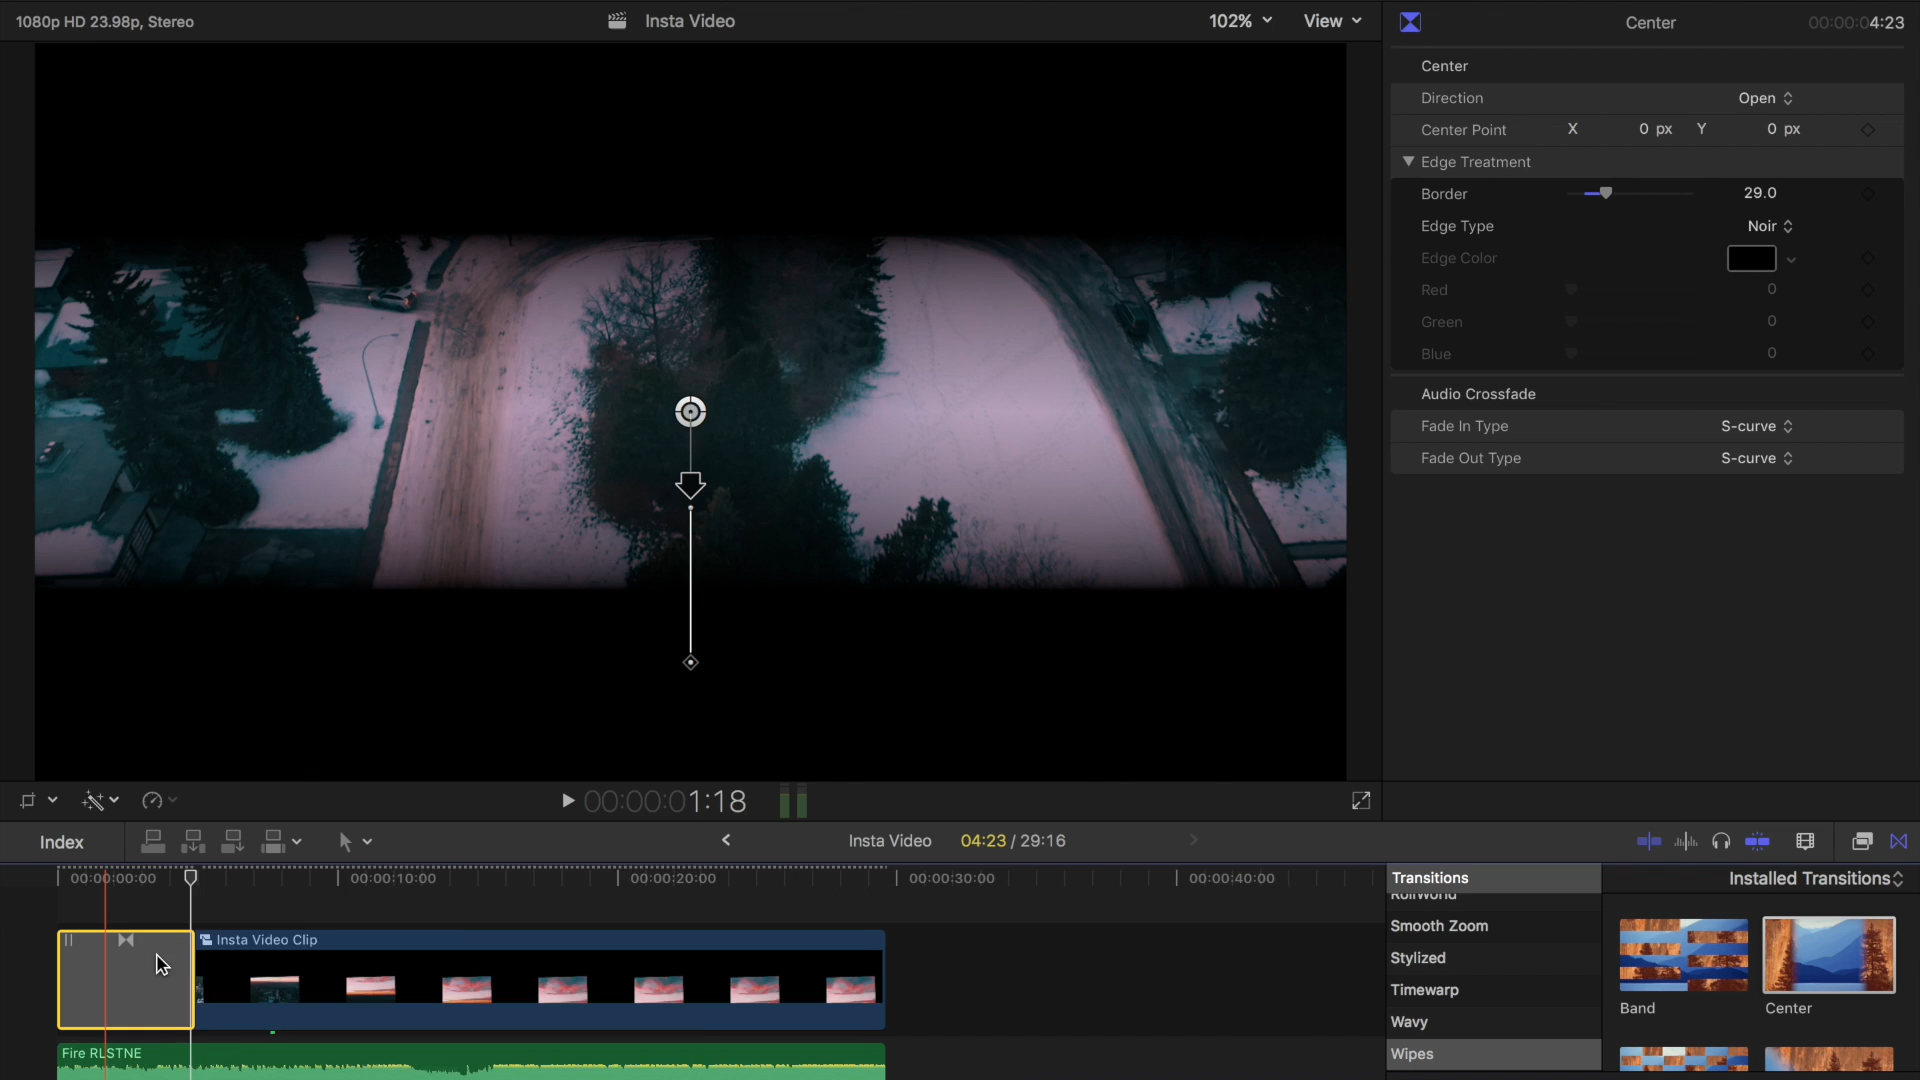 1080p HD 23.98p, Stereo
Insta Video
102%
View
Center
00:00:04:23
Center
Direction
Open
Center Point
X
0 px
Y
0 px
Edge Treatment
Border
29.0
Edge Type
Noir
Edge Color
Red
0
Green
0
Blue
0
Audio Crossfade
Fade In Type
S-curve
Fade Out Type
S-curve
00:00:01:18
Index
Insta Video
04:23 / 29:16
00:00:00:00
00:00:10:00
00:00:20:00
00:00:30:00
00:00:40:00
Transitions
Installed Transitions
RollWorld
Smooth Zoom
Stylized
Timewarp
Wavy
Wipes
Band
Center
Insta Video Clip
Fire RLSTNE